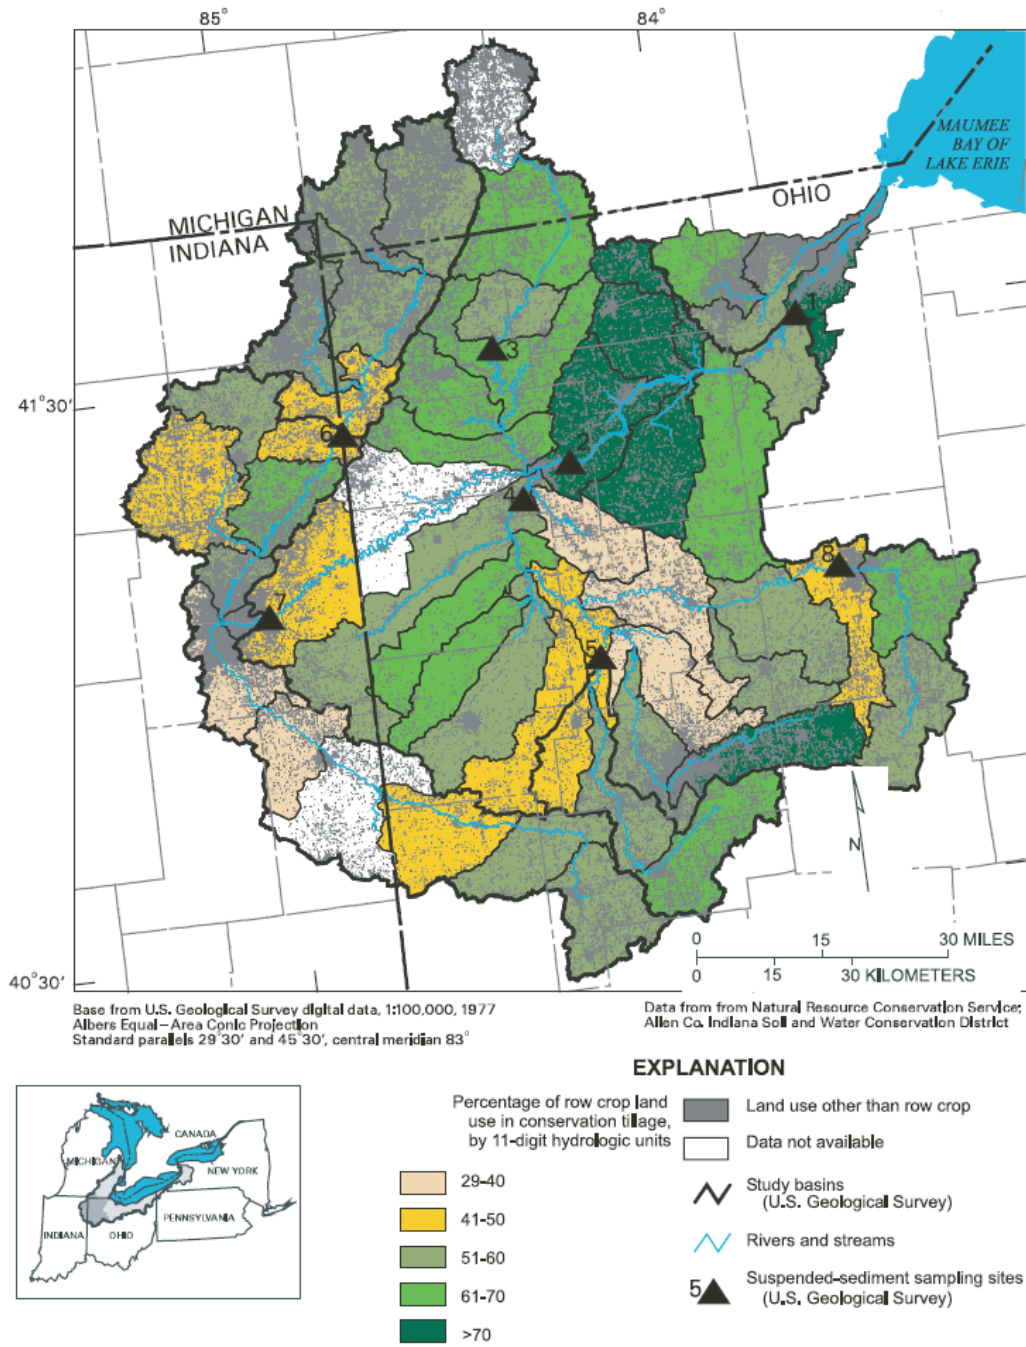 85°
84°
MAUMEE
BAY OF
LAKE ERIE
OHIO
MICHIGAN
INDIANA
1
3
41°30'
2
6
4
8
7
5
N
0 15 30 MILES
0 15 30 KILOMETERS
40°30'
Base from U.S. Geological Survey digital data, 1:100,000, 1977
Albers Equal-Area Conic Projection
Standard parallels 29°30' and 45°30', central meridian 83°
Data from from Natural Resource Conservation Service;
Allen Co. Indiana Soil and Water Conservation District
EXPLANATION
Percentage of row crop land
use in conservation tillage,
by 11-digit hydrologic units
29-40
41-50
51-60
61-70
>70
Land use other than row crop
Data not available
Study basins
(U.S. Geological Survey)
Rivers and streams
5
Suspended-sediment sampling sites
(U.S. Geological Survey)
CANADA
MICHIGAN
NEW YORK
PENNSYLVANIA
INDIANA
OHIO